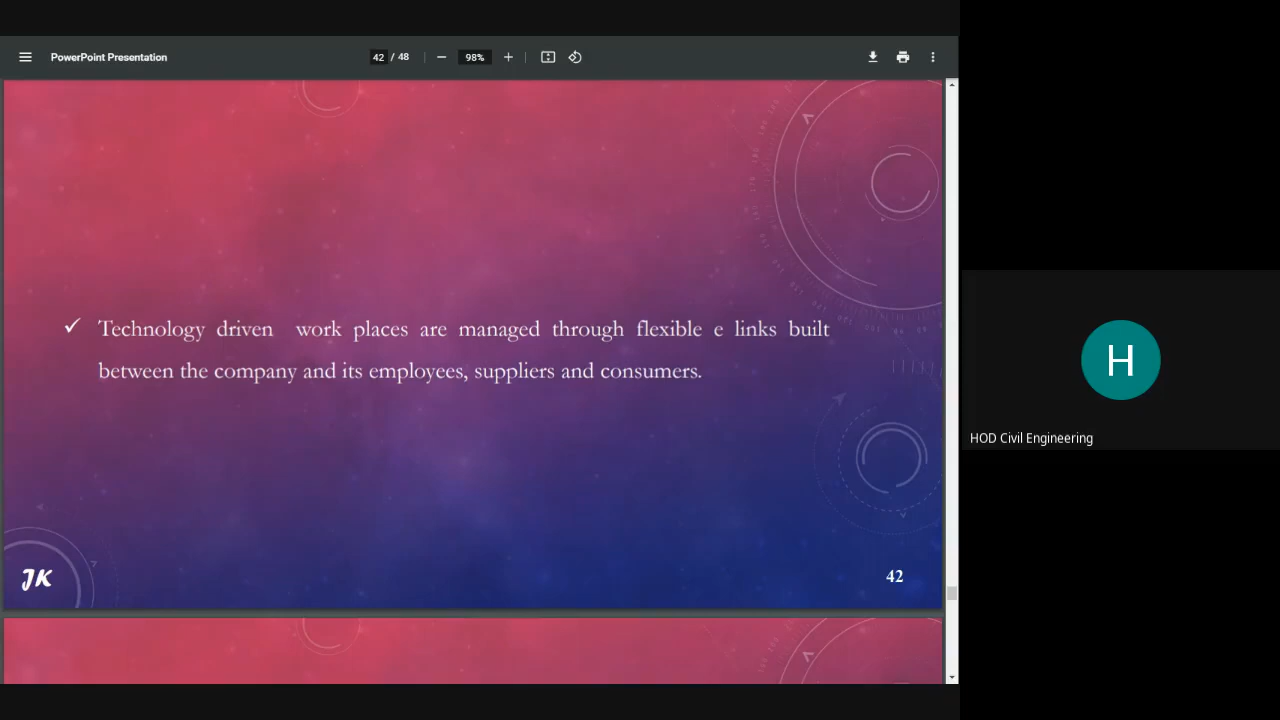 PowerPoint Presentation
42 / 48
98%
✓ Technology driven work places are managed through flexible e links built
between the company and its employees, suppliers and consumers.
JK
42
H
HOD Civil Engineering